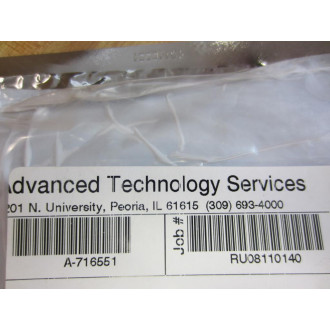 Advanced Technology Services
201 N. University, Peoria, IL 61615 (309) 693-4000
Job #
A-716551
RU08110140